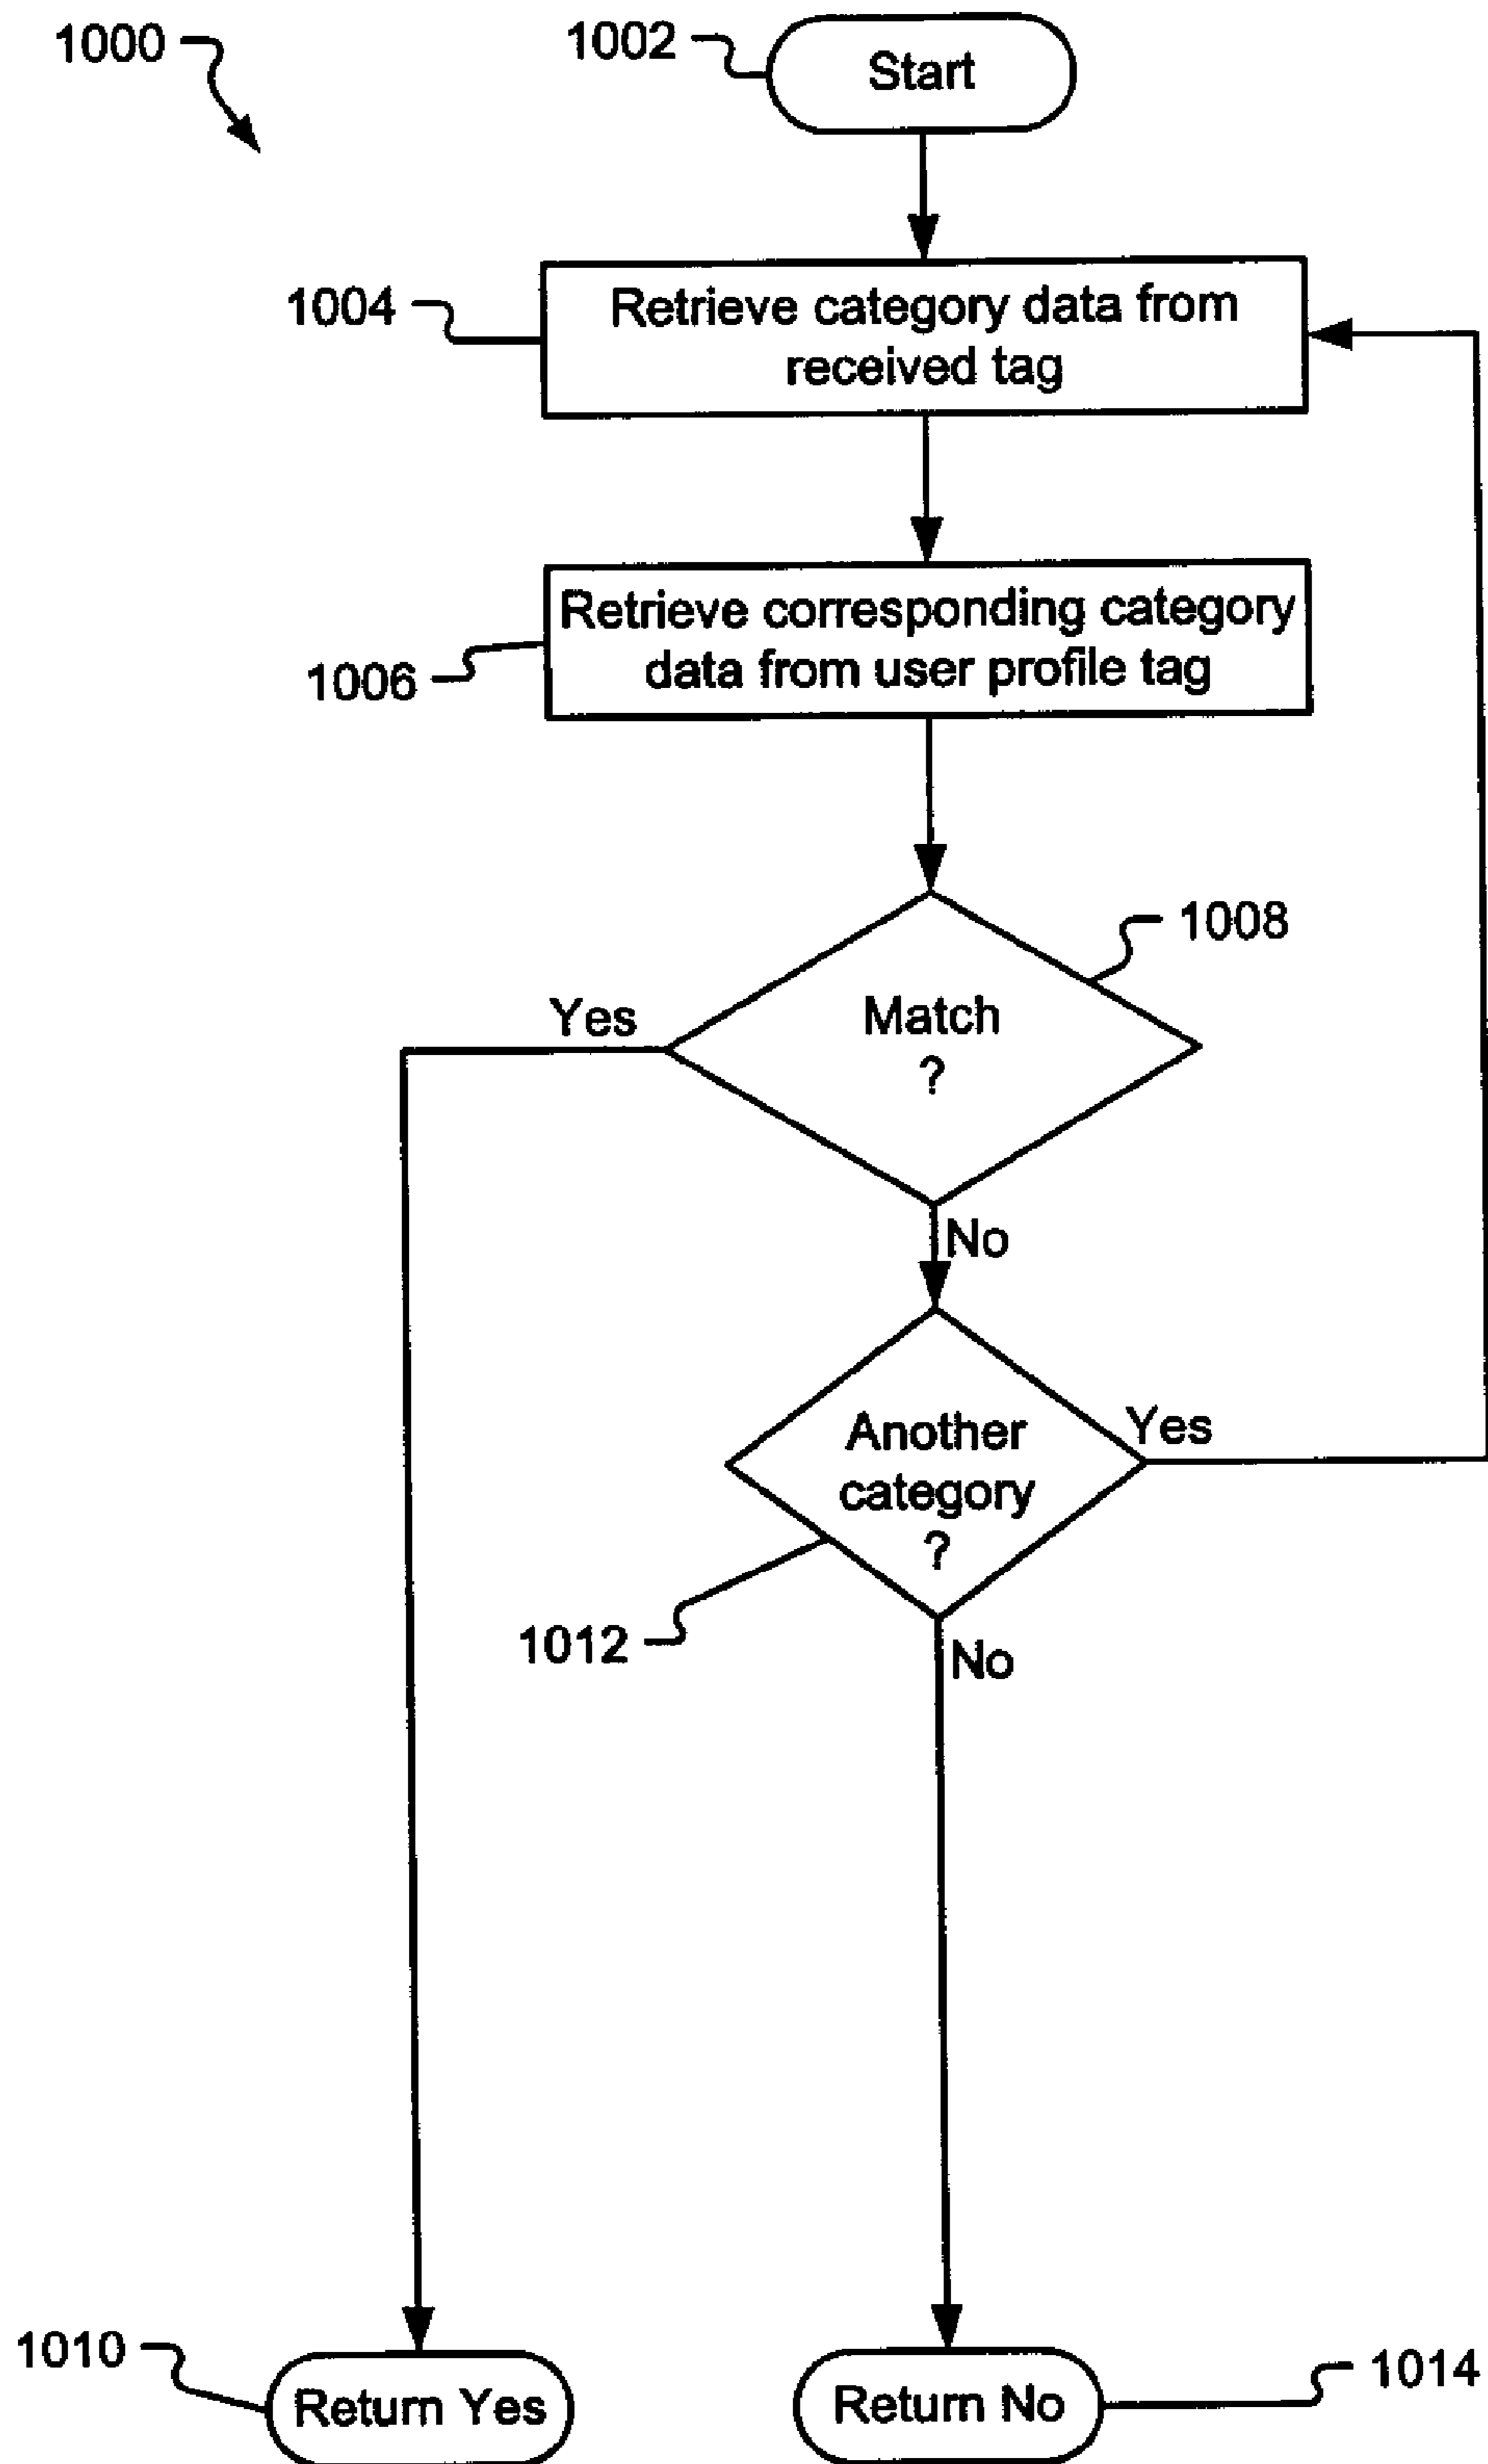 1000
1002
Start
1004
Retrieve category data from
received tag
1006
Retrieve corresponding category
data from user profile tag
1008
Match
?
Yes
No
Another
category
?
Yes
1012
No
1010
Return Yes
Return No
1014